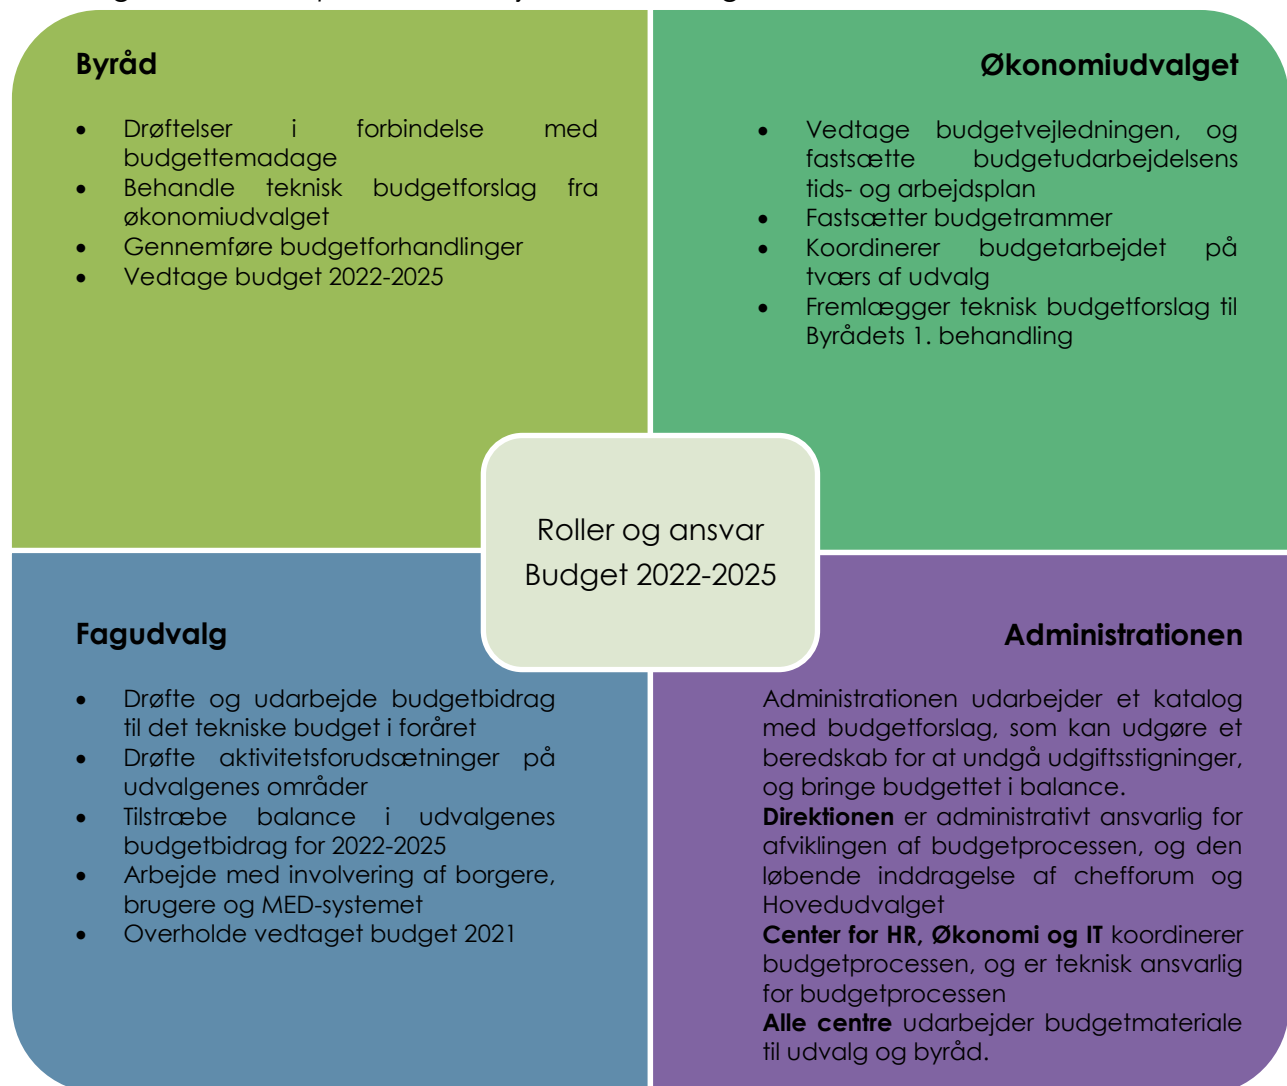 Byråd
Drøftelser i forbindelse med
budgettemadage
Behandle teknisk budgetforslag fra
økonomiudvalget
Gennemføre budgetforhandlinger
Vedtage budget 2022-2025
Økonomiudvalget
Vedtage budgetvejledningen, og
fastsætte budgetudarbejdelsens
tids- og arbejdsplan
Fastsætter budgetrammer
Koordinerer budgetarbejdet på
tværs af udvalg
Fremlægger teknisk budgetforslag til
Byrådets 1. behandling
Roller og ansvar
Budget 2022-2025
Fagudvalg
Drøfte og udarbejde budgetbidrag
til det tekniske budget i foråret
Drøfte aktivitetsforudsætninger på
udvalgenes områder
Tilstræbe balance i udvalgenes
budgetbidrag for 2022-2025
Arbejde med involvering af borgere,
brugere og MED-systemet
Overholde vedtaget budget 2021
Administrationen
Administrationen udarbejder et katalog
med budgetforslag, som kan udgøre et
beredskab for at undgå udgiftsstigninger,
og bringe budgettet i balance.
Direktionen er administrativt ansvarlig for
afviklingen af budgetprocessen, og den
løbende inddragelse af chefforum og
Hovedudvalget
Center for HR, Økonomi og IT koordinerer
budgetprocessen, og er teknisk ansvarlig
for budgetprocessen
Alle centre udarbejder budgetmateriale
til udvalg og byråd.